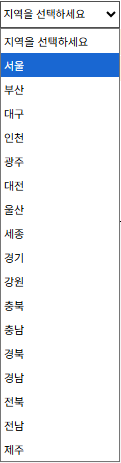 지역을 선택하세요
지역을 선택하세요
서울
부산
대구
인천
광주
대전
울산
세종
경기
강원
충북
충남
경북
경남
전북
전남
제주